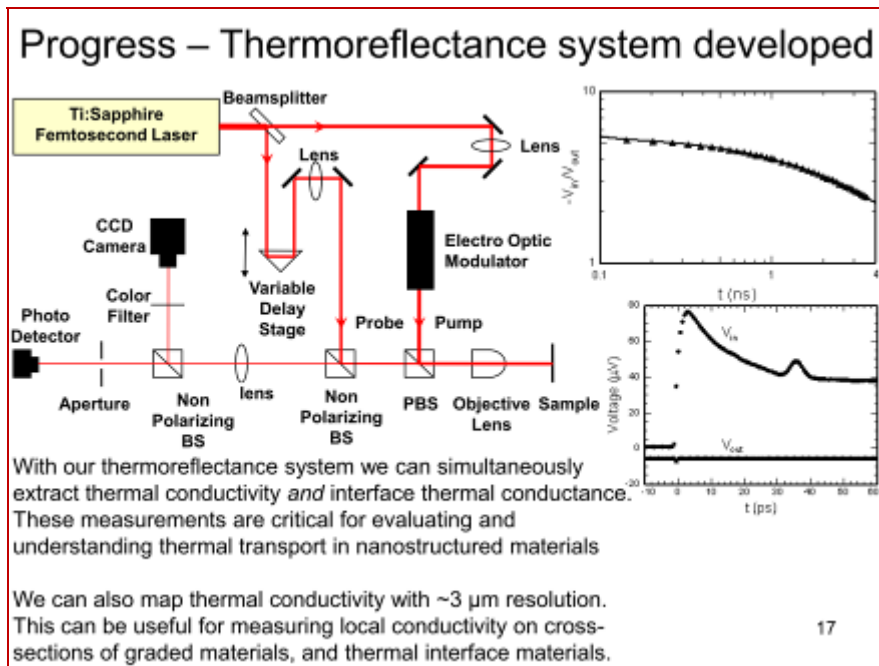 Progress – Thermoreflectance system developed
Ti:Sapphire
Femtosecond Laser
Beamsplitter
Lens
Lens
CCD
Camera
Electro Optic
Modulator
Variable
Delay
Stage
Color
Filter
Photo
Detector
Probe
Pump
Aperture
Non
Polarizing
BS
lens
Non
Polarizing
BS
PBS
Objective
Lens
Sample
10
-V_in/V_out
1
0.1
1
4
t (ns)
80
60
40
20
0
-20
Voltage (µV)
V_in
V_out
-10
0
10
20
30
40
50
60
t (ps)
With our thermoreflectance system we can simultaneously
extract thermal conductivity and interface thermal conductance.
These measurements are critical for evaluating and
understanding thermal transport in nanostructured materials
We can also map thermal conductivity with ~3 µm resolution.
This can be useful for measuring local conductivity on cross-
sections of graded materials, and thermal interface materials.
17